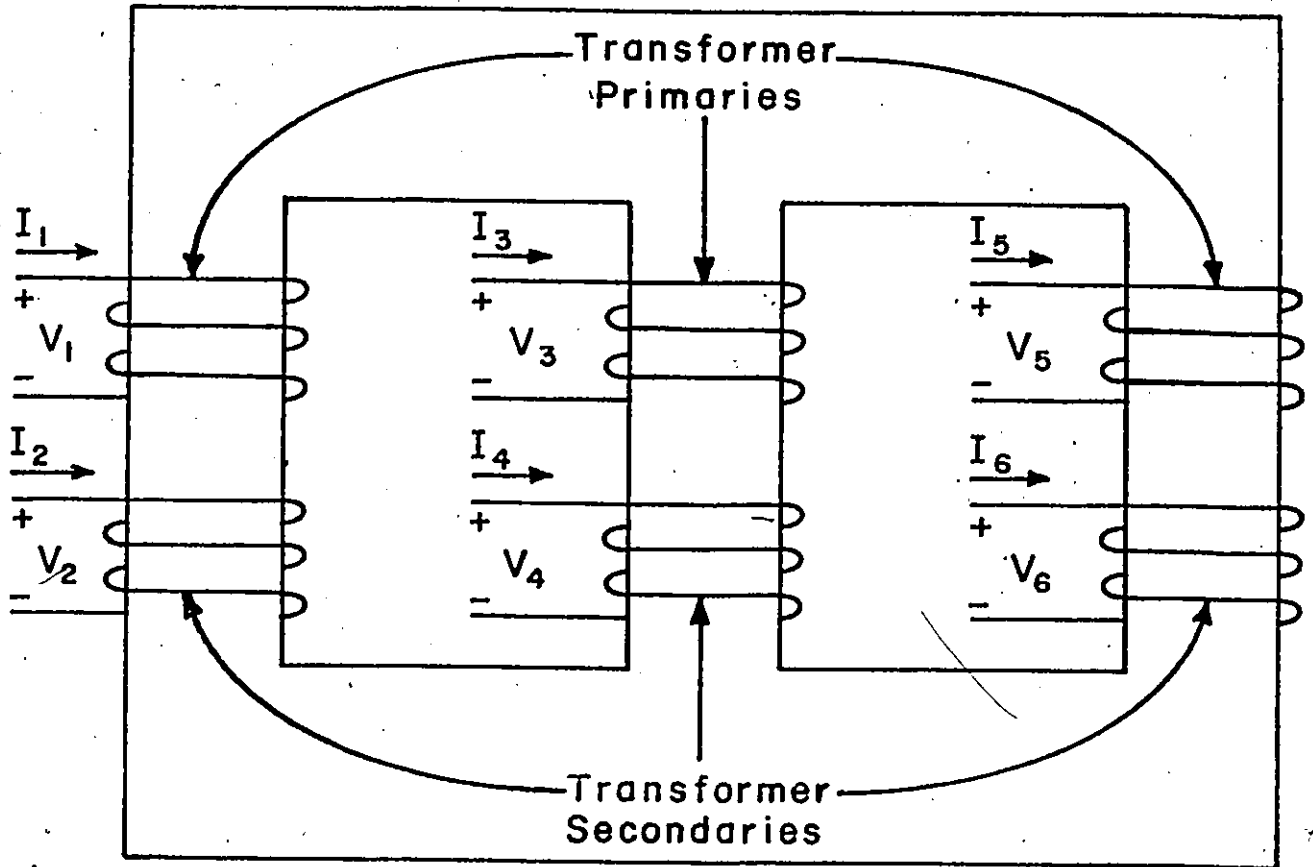 Transformer
Primaries
I₁ I₃ I₅
+ + +
V₁ V₃ V₅
- - -
I₂ I₄ I₆
+ + +
V₂ V₄ V₆
- - -
Transformer
Secondaries